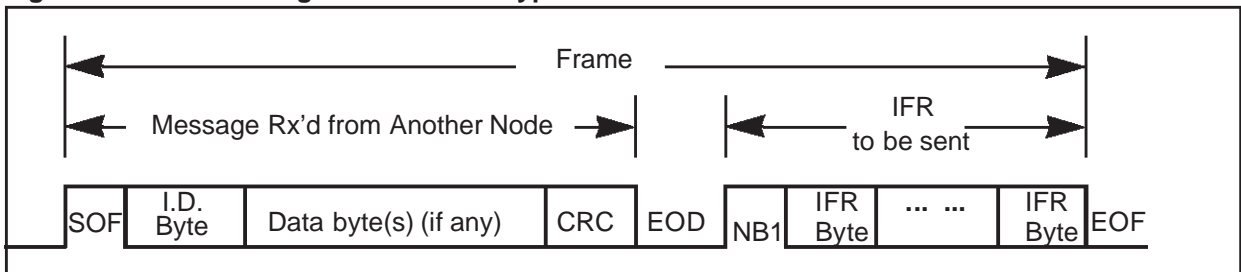 Frame
Message Rx'd from Another Node
IFR
to be sent
SOF
I.D.
Byte
Data byte(s) (if any)
CRC
EOD
NB1
IFR
Byte
... ...
IFR
Byte
EOF